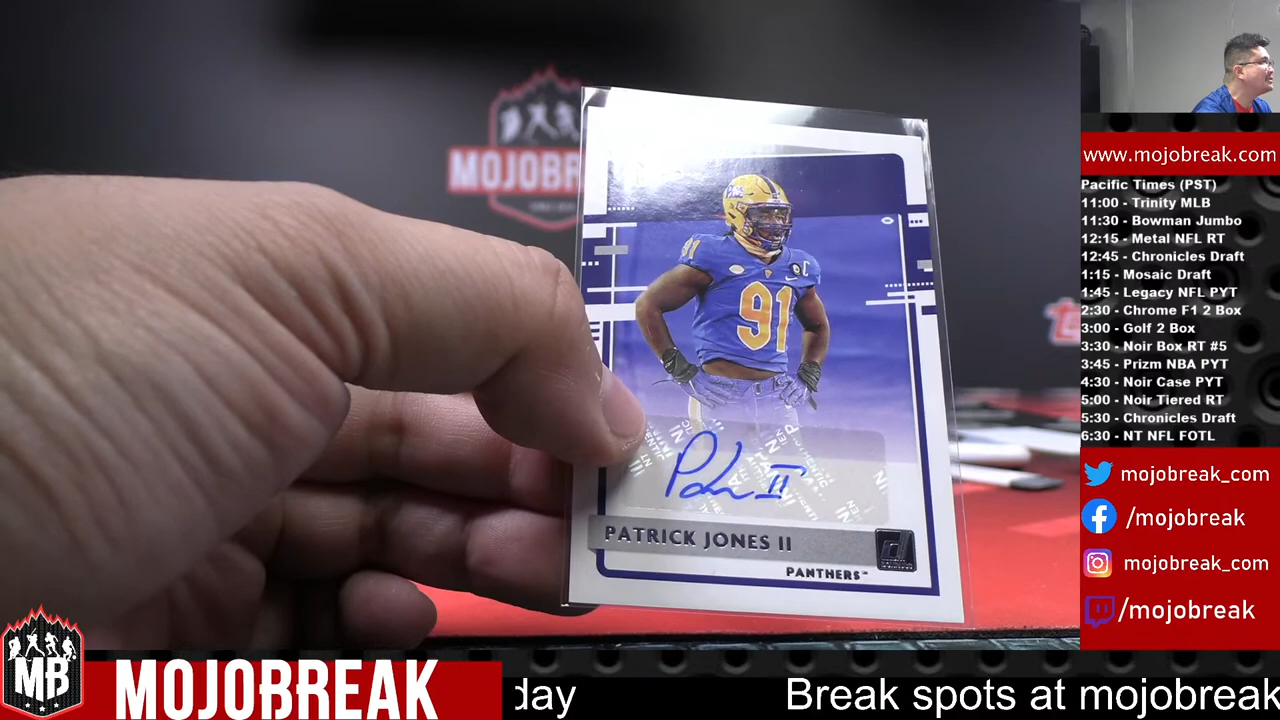 MOJOBREAK
91
C
PATRICK JONES II
PANTHERS
www.mojobreak.com
Pacific Times (PST)
11:00 - Trinity MLB
11:30 - Bowman Jumbo
12:15 - Metal NFL RT
12:45 - Chronicles Draft
1:15 - Mosaic Draft
1:45 - Legacy NFL PYT
2:30 - Chrome F1 2 Box
3:00 - Golf 2 Box
3:30 - Noir Box RT #5
3:45 - Prizm NBA PYT
4:30 - Noir Case PYT
5:00 - Noir Tiered RT
5:30 - Chronicles Draft
6:30 - NT NFL FOTL
mojobreak_com
/mojobreak
mojobreak_com
/mojobreak
MB
MOJOBREAK
day
Break spots at mojobreak